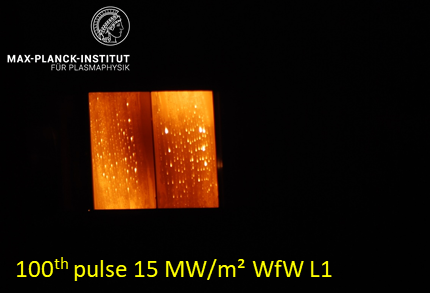 MAX-PLANCK-INSTITUT
FÜR PLASMAPHYSIK
100th pulse 15 MW/m² WfW L1